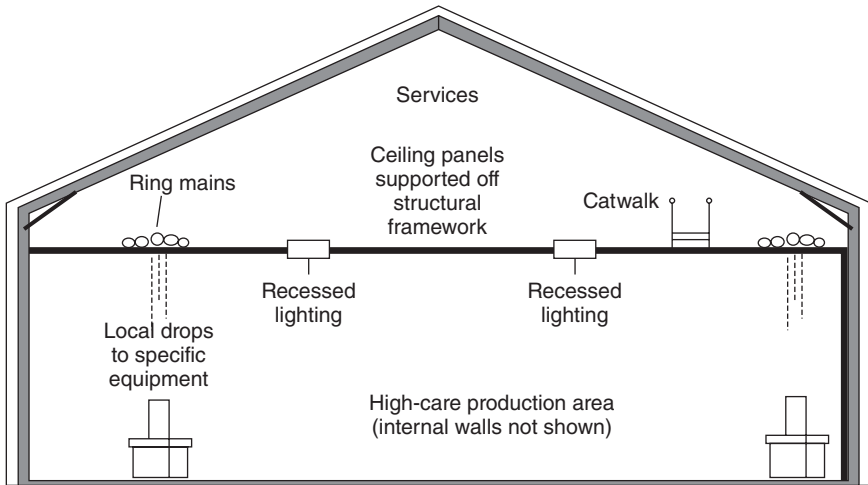 Services
Ceiling panels
supported off
structural
framework
Ring mains
Catwalk
Recessed
lighting
Recessed
lighting
Local drops
to specific
equipment
High-care production area
(internal walls not shown)